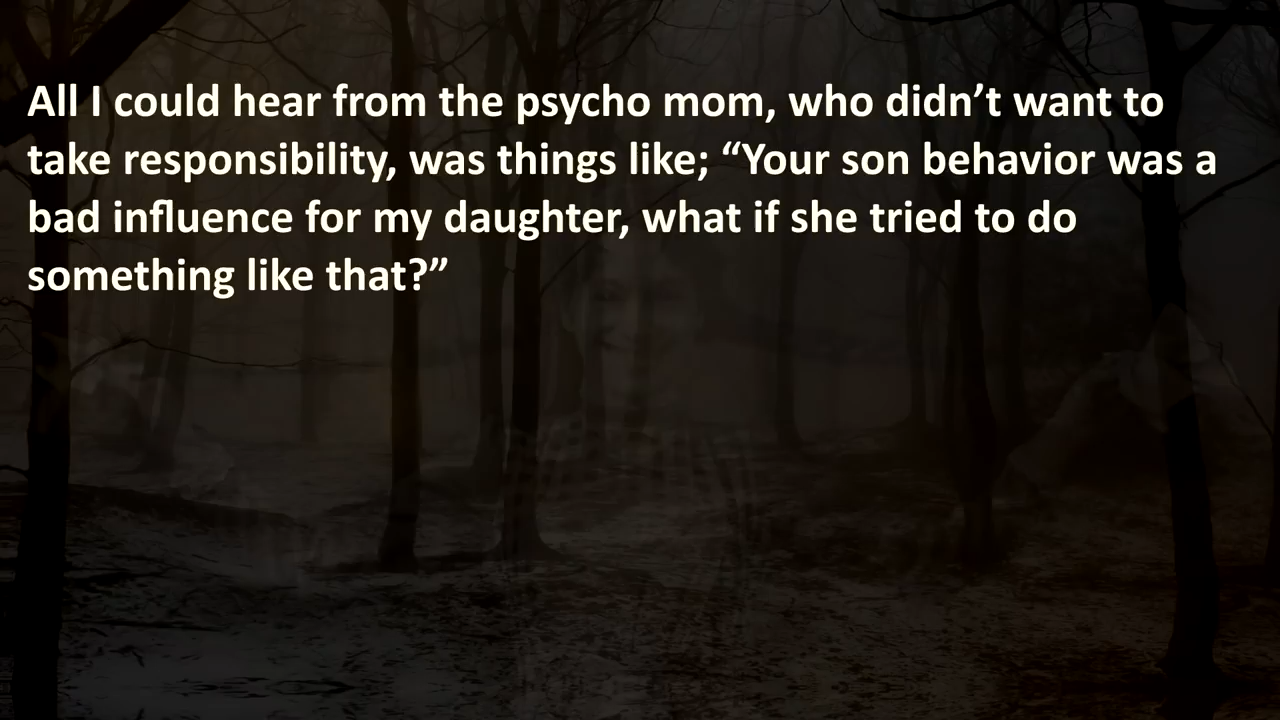 All I could hear from the psycho mom, who didn’t want to
take responsibility, was things like; “Your son behavior was a
bad influence for my daughter, what if she tried to do
something like that?”